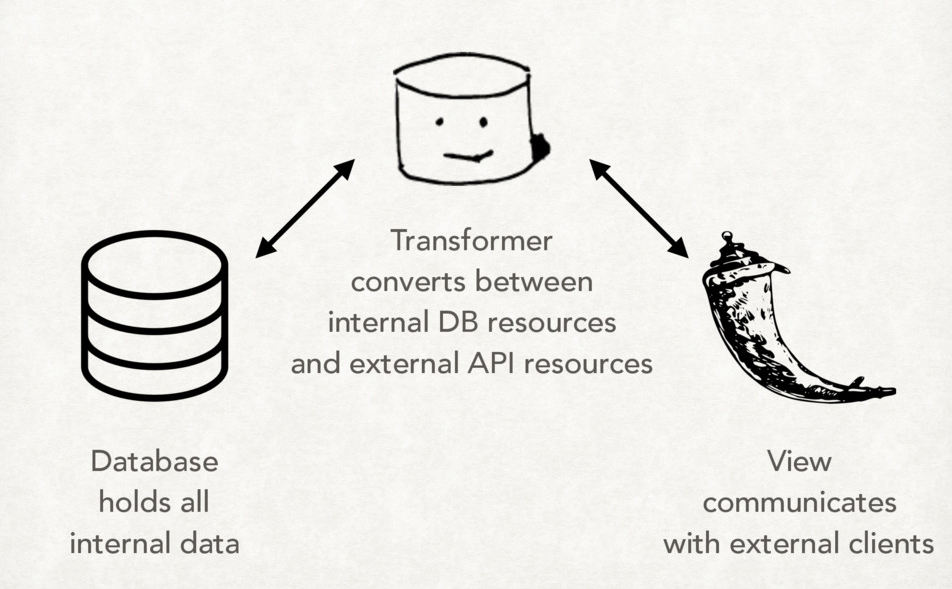 Transformer
converts between
internal DB resources
and external API resources
Database
holds all
internal data
View
communicates
with external clients